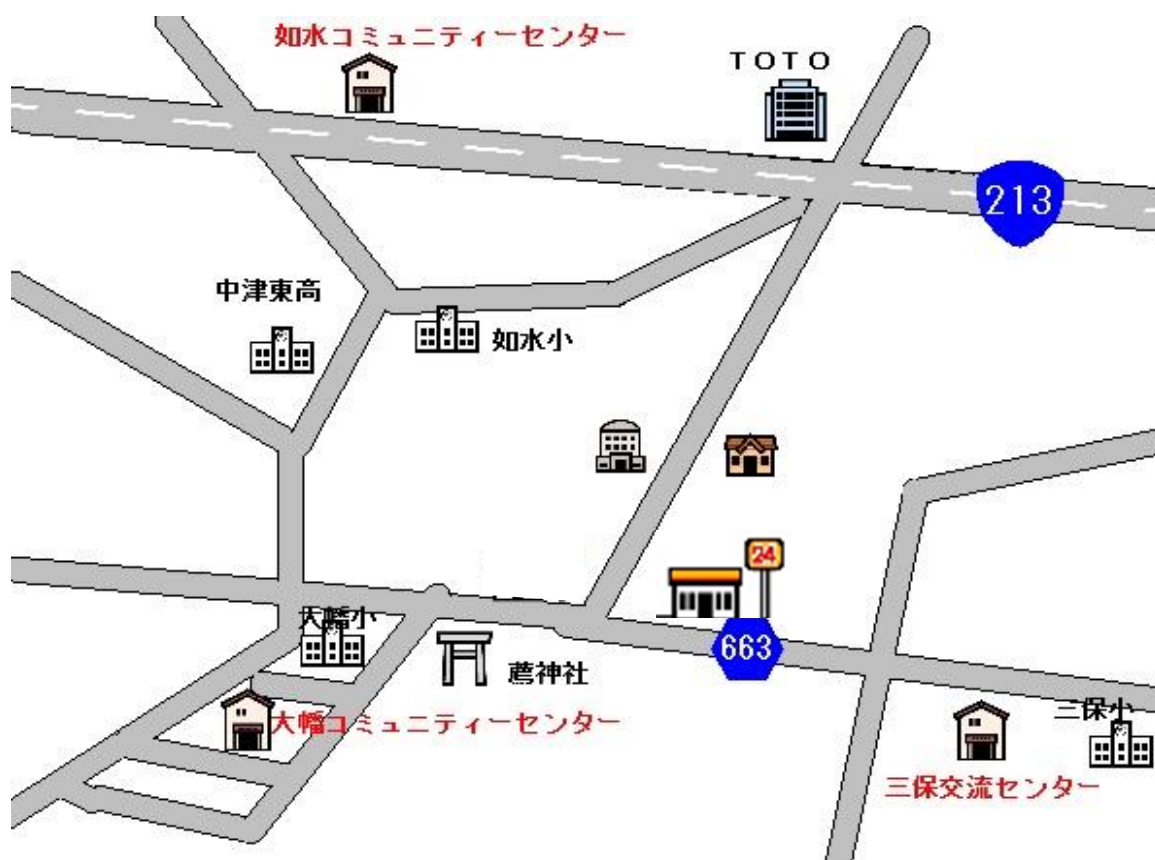 如水コミュニティーセンター
TOTO
213
中津東高
如水小
24
大幡小
663
薦神社
大幡コミュニティーセンター
三保小
三保交流センター